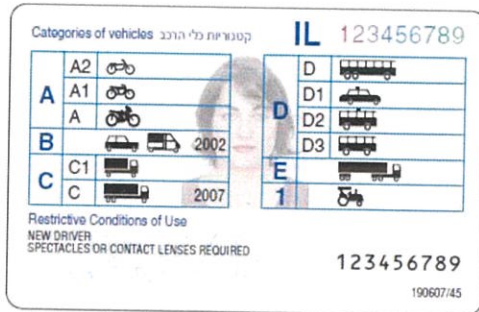 Categories of vehicles קטגוריות כלי הרכב IL 123456789
A A2
A1
A
B 2002
C C1
C 2007
D D
D1
D2
D3
E
1
Restrictive Conditions of Use
NEW DRIVER
SPECTACLES OR CONTACT LENSES REQUIRED
123456789
190607/45